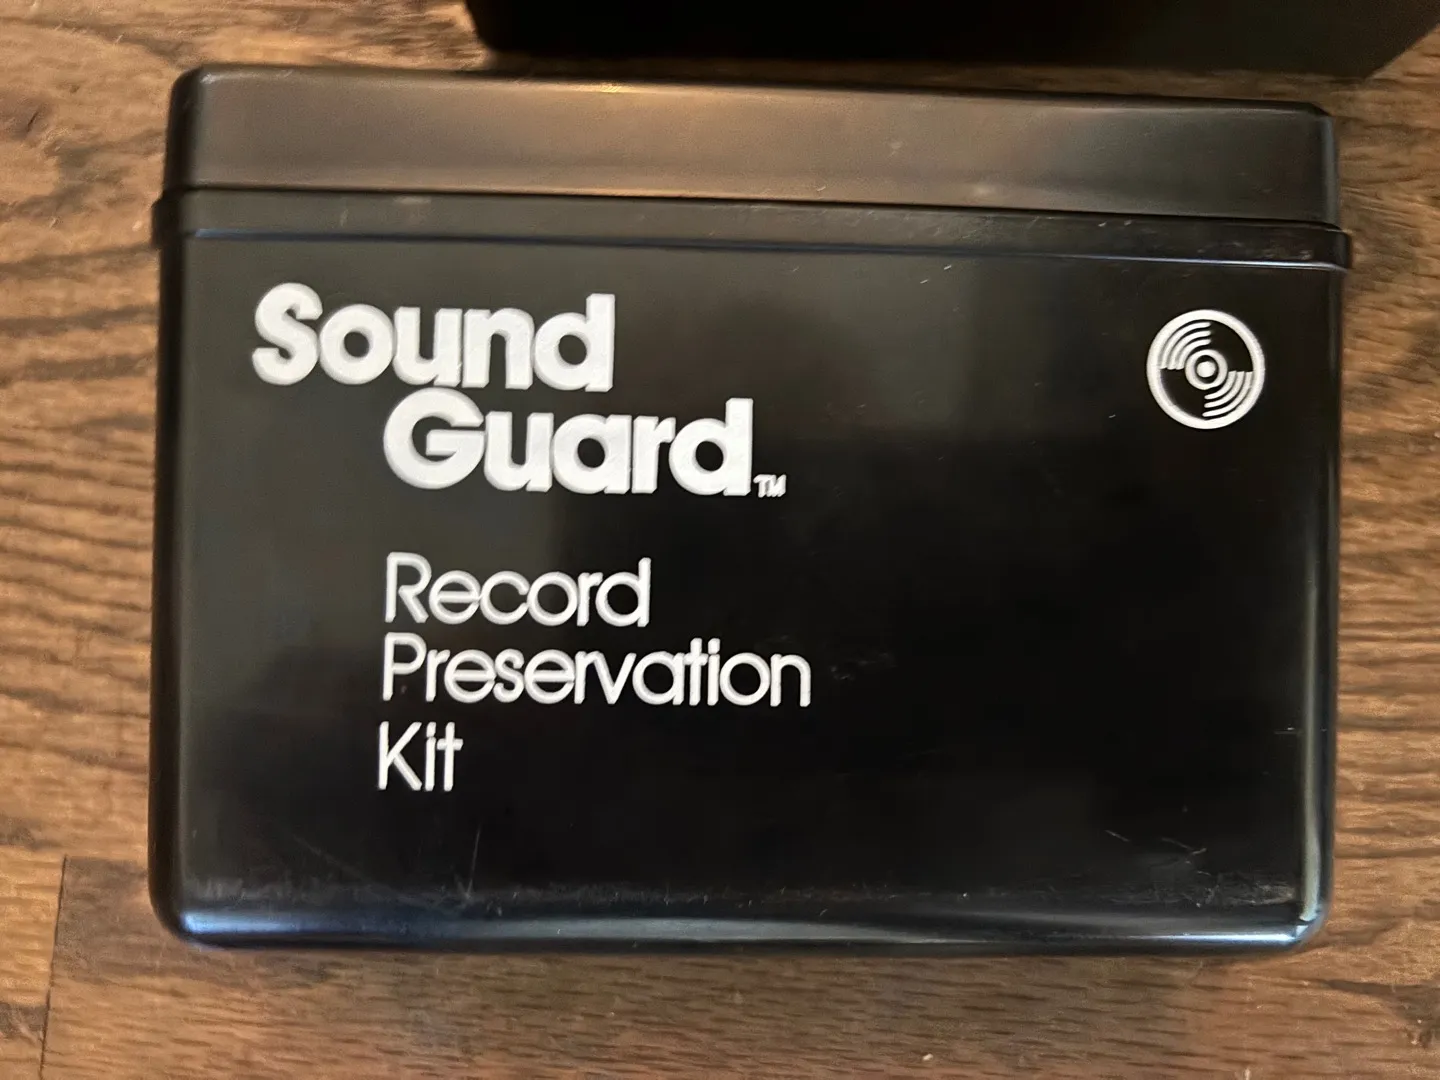 Sound
Guard™
Record
Preservation
Kit